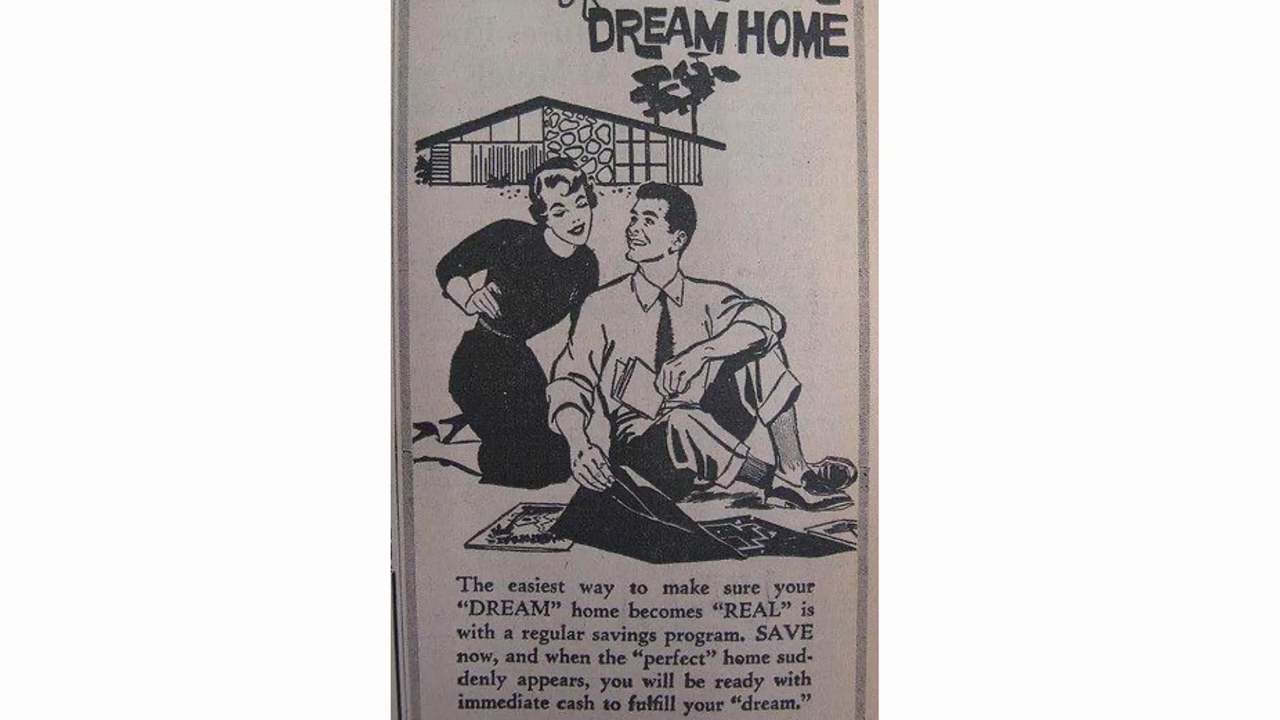 DREAM HOME
The easiest way to make sure your
“DREAM” home becomes “REAL” is
with a regular savings program. SAVE
now, and when the “perfect” home sud-
denly appears, you will be ready with
immediate cash to fulfill your “dream.”